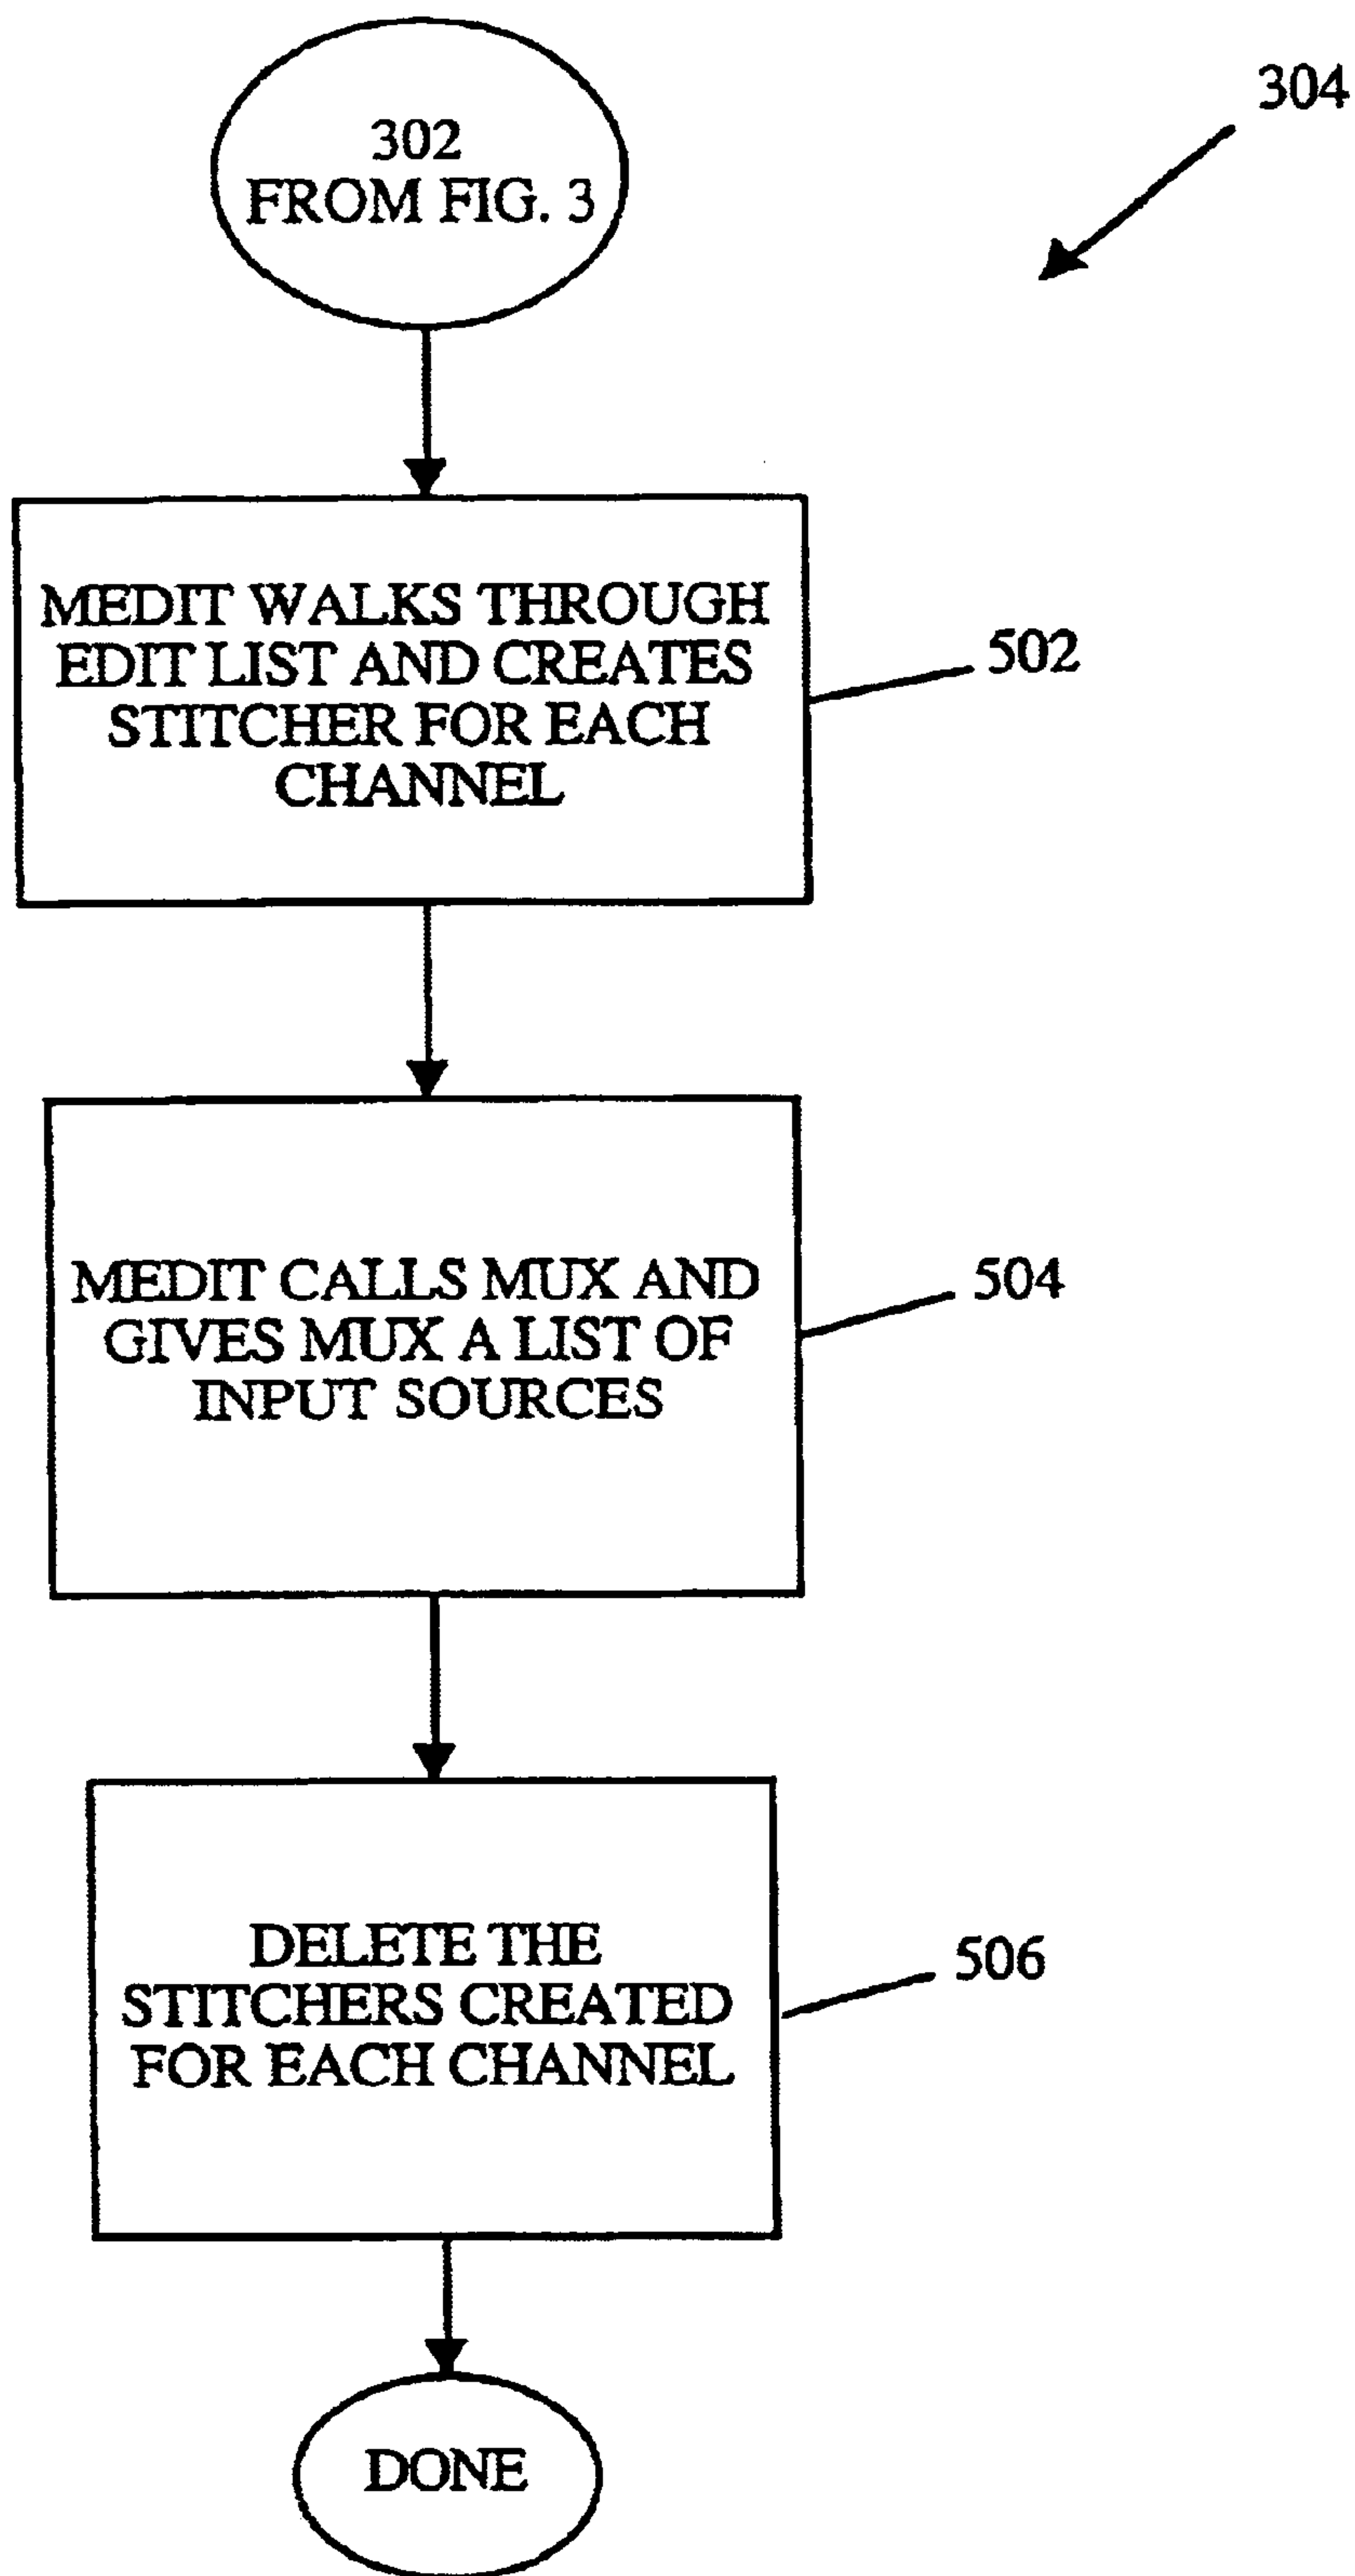 302
FROM FIG. 3
304
MEDIT WALKS THROUGH
EDIT LIST AND CREATES
STITCHER FOR EACH
CHANNEL
502
MEDIT CALLS MUX AND
GIVES MUX A LIST OF
INPUT SOURCES
504
DELETE THE
STITCHERS CREATED
FOR EACH CHANNEL
506
DONE